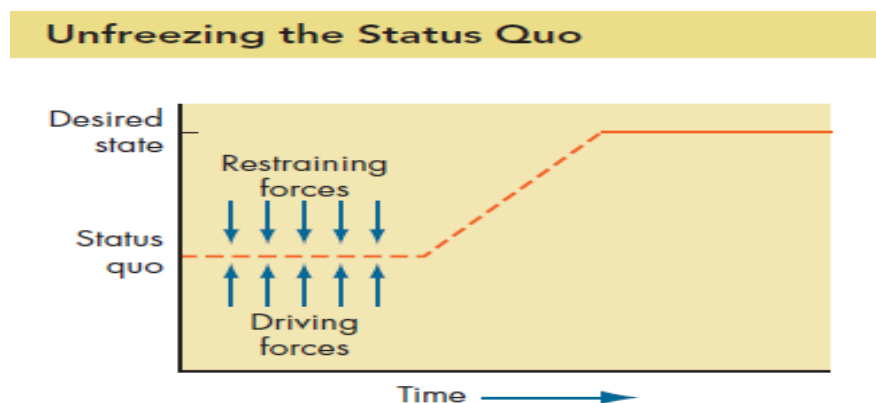 Unfreezing the Status Quo
Desired
state
Restraining
forces
Status
quo
Driving
forces
Time